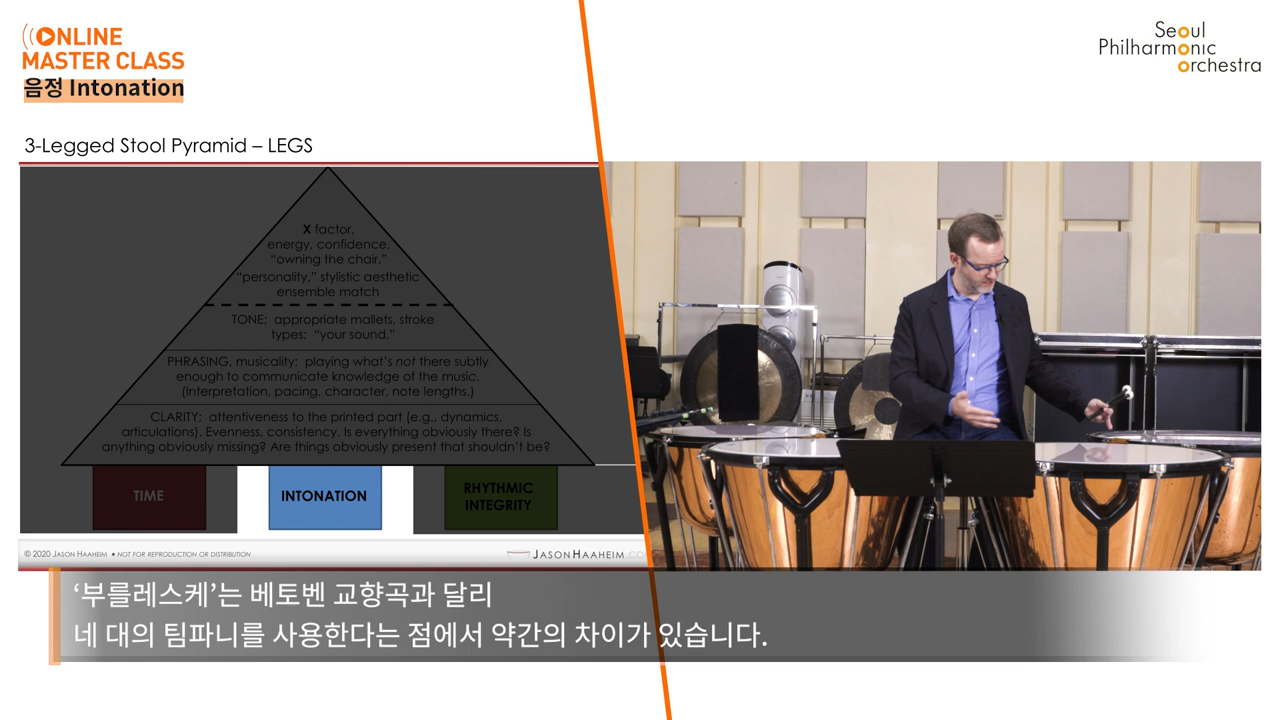 ONLINE
MASTER CLASS
음정 Intonation
Seoul
Philharmonic
orchestra
3-Legged Stool Pyramid – LEGS
X factor,
energy, confidence,
“owning the chair.”
“personality,” stylistic aesthetic
ensemble match
TONE; appropriate mallets, stroke
types; “your sound.”
PHRASING, musicality; playing what’s not there subtly
enough to communicate knowledge of the music.
(Interpretation, pacing, character, note lengths.)
CLARITY; attentiveness to the printed part (e.g., dynamics,
articulations). Evenness, consistency. Is everything obviously there? Is
anything obviously missing? Are things obviously present that shouldn’t be?
TIME
INTONATION
RHYTHMIC
INTEGRITY
© 2020 JASON HAAHEIM • NOT FOR REPRODUCTION OR DISTRIBUTION
JASONHAAHEIM.CO
‘부를레스케’는 베토벤 교향곡과 달리
네 대의 팀파니를 사용한다는 점에서 약간의 차이가 있습니다.